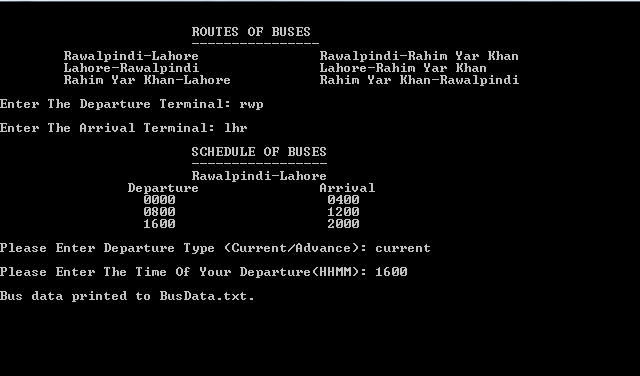 ROUTES OF BUSES
----------------
Rawalpindi-Lahore Rawalpindi-Rahim Yar Khan
Lahore-Rawalpindi Lahore-Rahim Yar Khan
Rahim Yar Khan-Lahore Rahim Yar Khan-Rawalpindi
Enter The Departure Terminal: rwp
Enter The Arrival Terminal: lhr
SCHEDULE OF BUSES
-----------------
Rawalpindi-Lahore
Departure Arrival
0000 0400
0800 1200
1600 2000
Please Enter Departure Type (Current/Advance): current
Please Enter The Time Of Your Departure(HHMM): 1600
Bus data printed to BusData.txt.